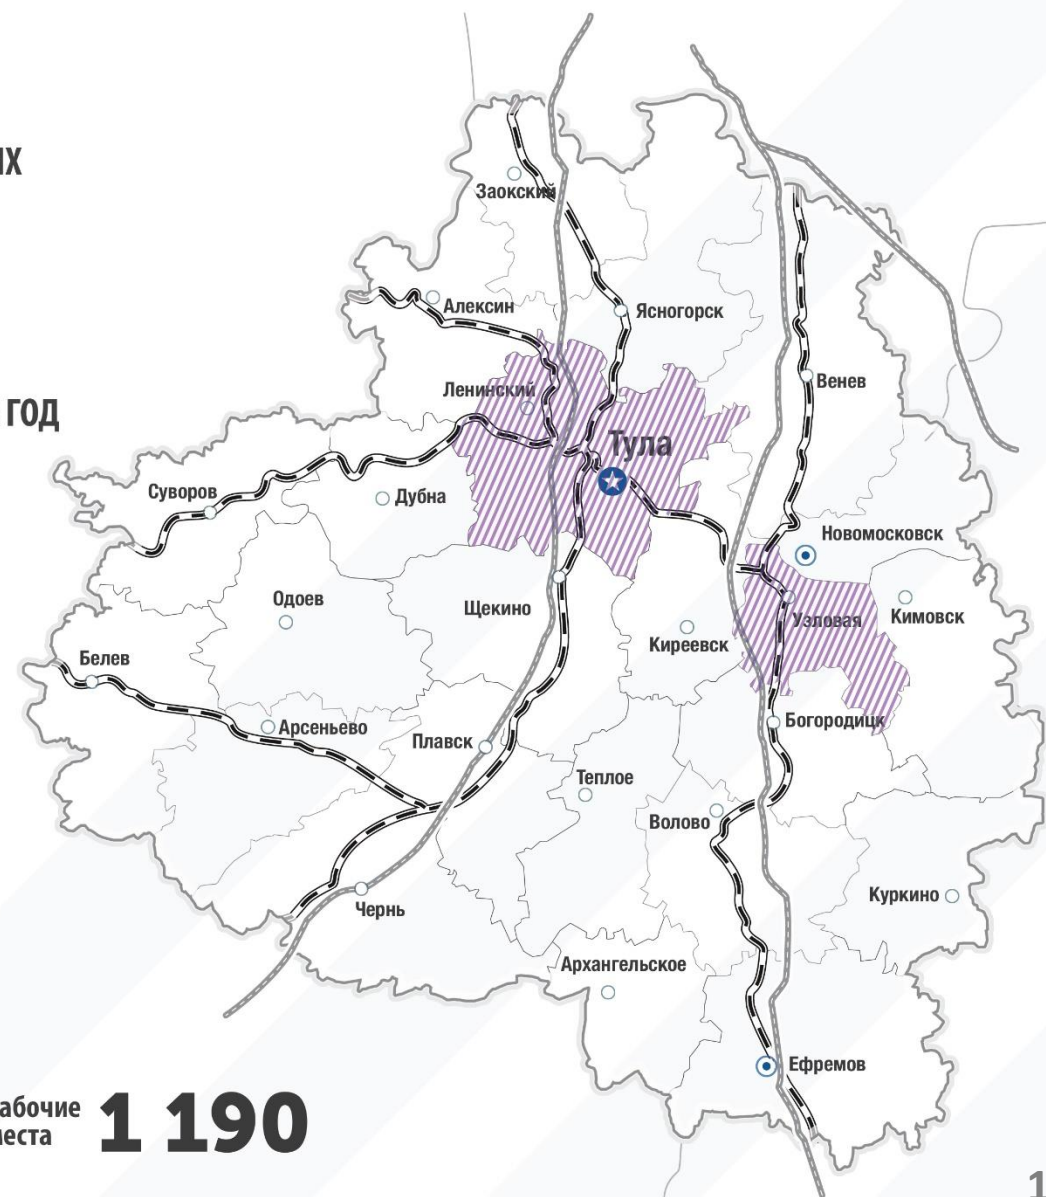 ЫХ
Заокский
Алексин
Ясногорск
Венев
Ленинский
ГОД
Тула
Суворов
Дубна
Новомосковск
Одоев
Щекино
Узловая
Кимовск
Киреевск
Белев
Арсеньево
Плавск
Богородицк
Теплое
Волово
Куркино
Чернь
Архангельское
Ефремов
абочие
места
1 190
1